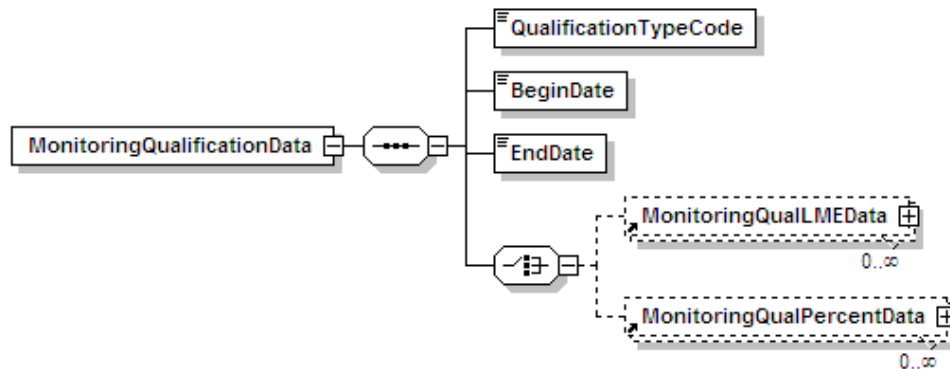 QualificationTypeCode
BeginDate
MonitoringQualificationData
EndDate
MonitoringQualLMEData
0..∞
MonitoringQualPercentData
0..∞